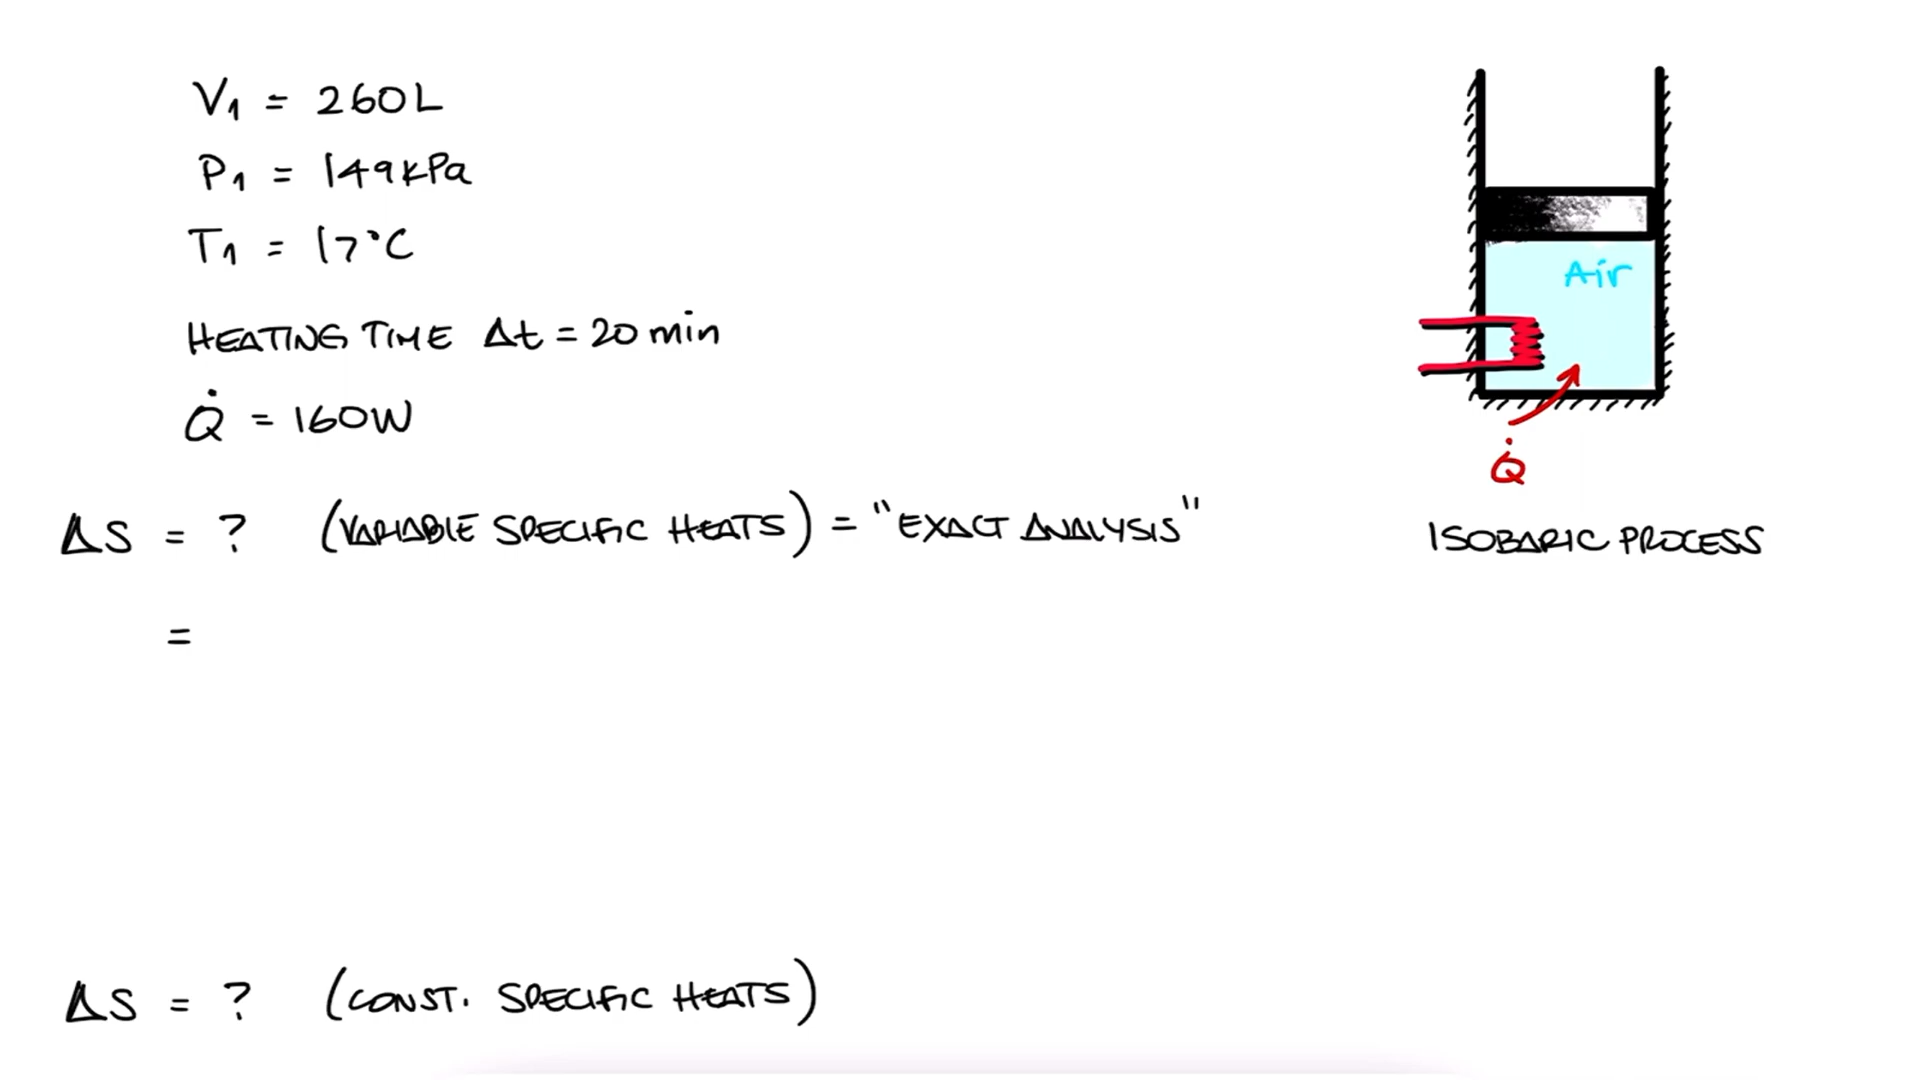 V₁ = 260L
P₁ = 149kPa
T₁ = 17°C
HEATING TIME Δt = 20 min
Q̇ = 160W
ΔS = ? (VARIABLE SPECIFIC HEATS) = "EXACT ANALYSIS"
=
ΔS = ? (CONST. SPECIFIC HEATS)
Air
Q̇
ISOBARIC PROCESS